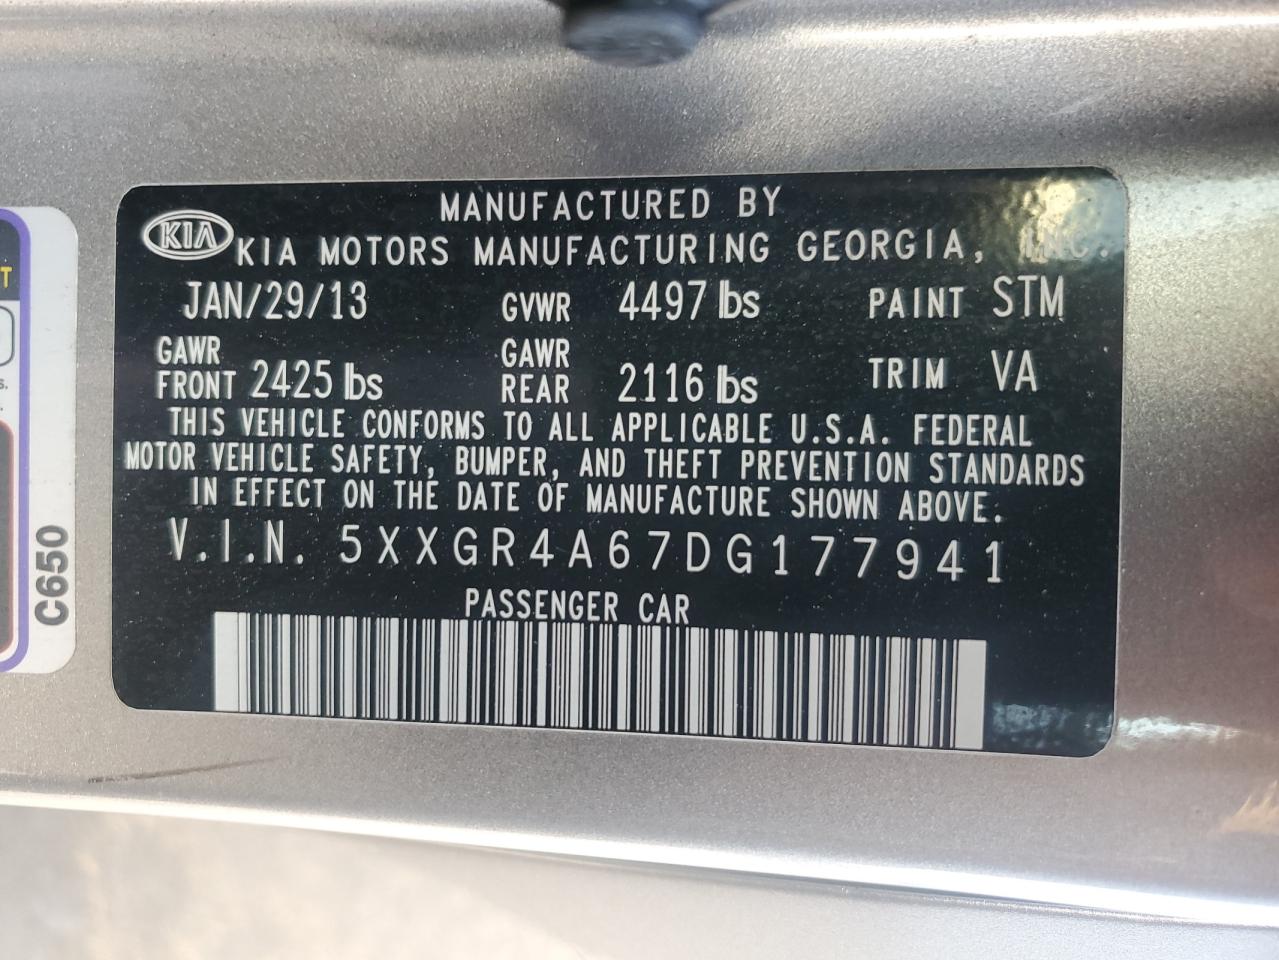 MANUFACTURED BY
KIA KIA MOTORS MANUFACTURING GEORGIA, INC.
JAN/29/13 GVWR 4497 lbs PAINT STM
GAWR FRONT 2425 lbs GAWR REAR 2116 lbs TRIM VA
THIS VEHICLE CONFORMS TO ALL APPLICABLE U.S.A. FEDERAL
MOTOR VEHICLE SAFETY, BUMPER, AND THEFT PREVENTION STANDARDS
IN EFFECT ON THE DATE OF MANUFACTURE SHOWN ABOVE.
V.I.N. 5XXGR4A67DG177941
PASSENGER CAR
C650